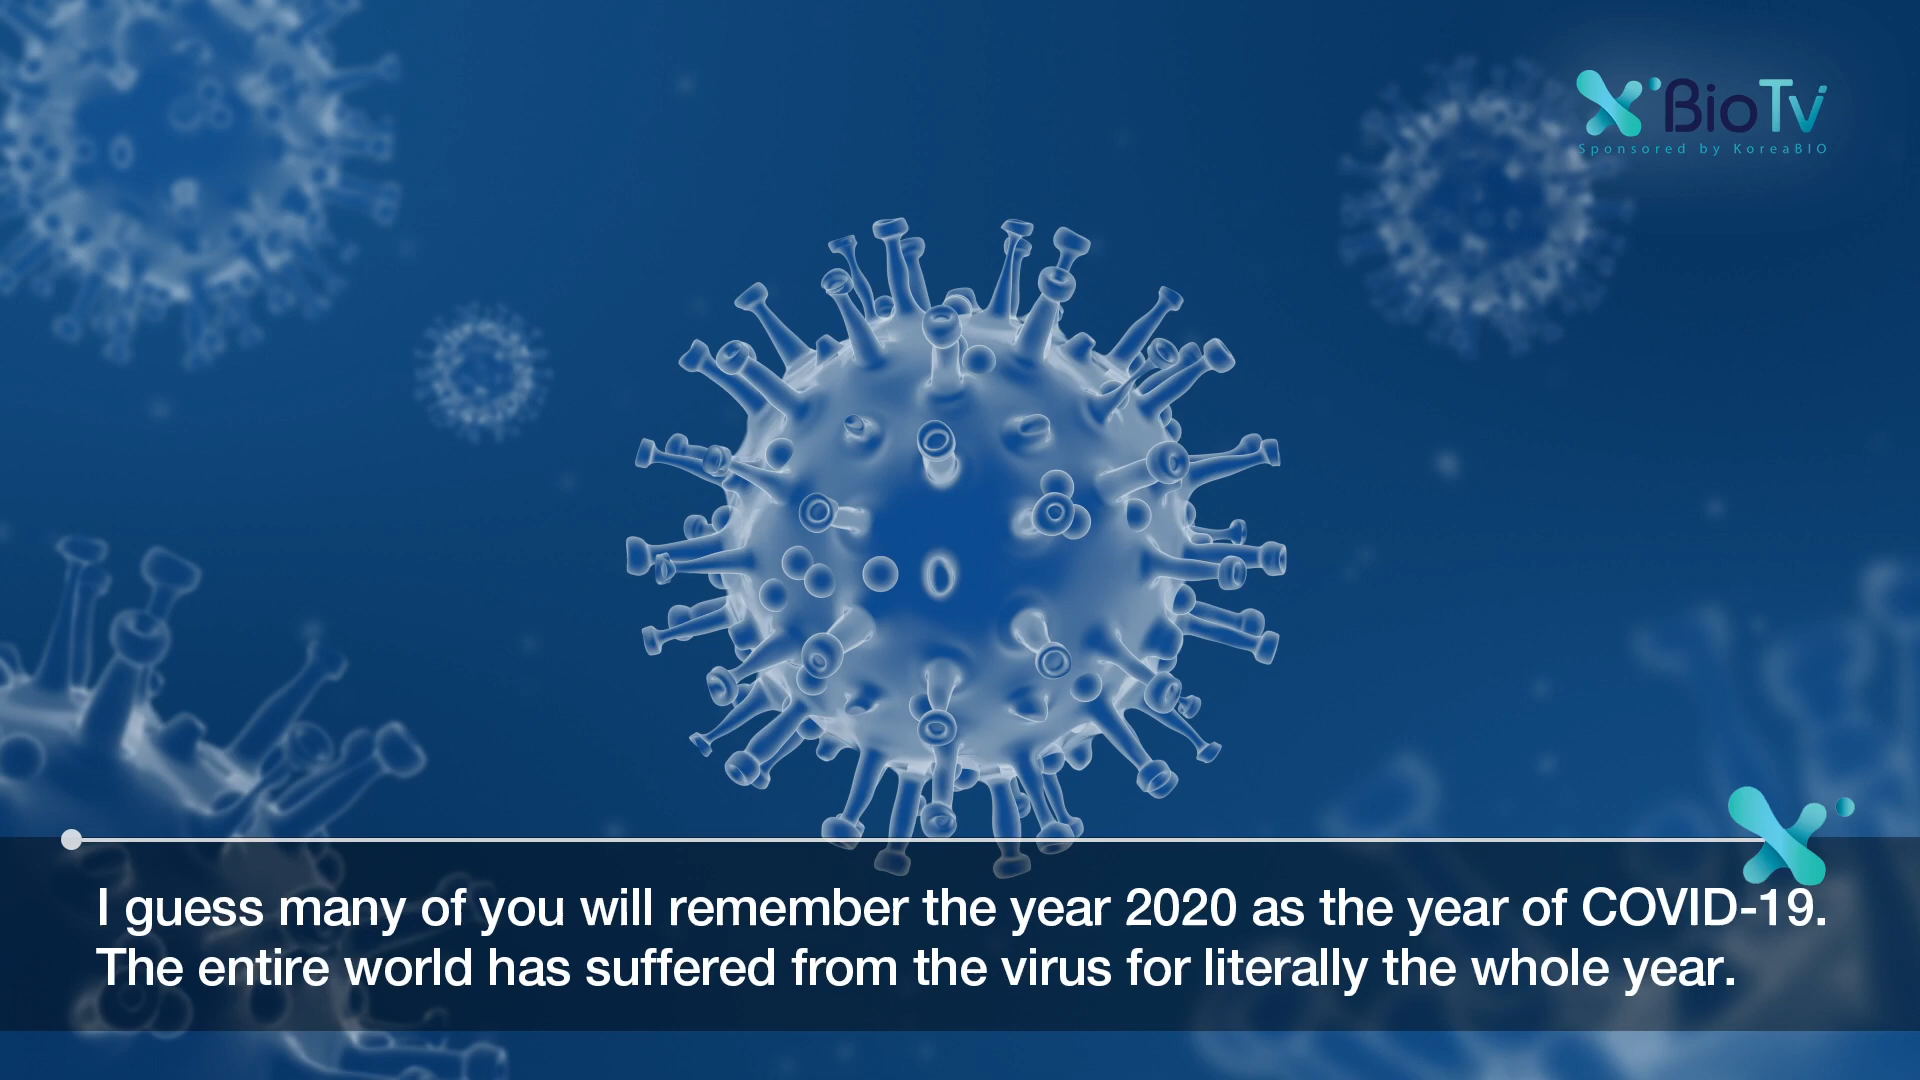 BioTv
Sponsored by KoreaBIO
I guess many of you will remember the year 2020 as the year of COVID-19.
The entire world has suffered from the virus for literally the whole year.